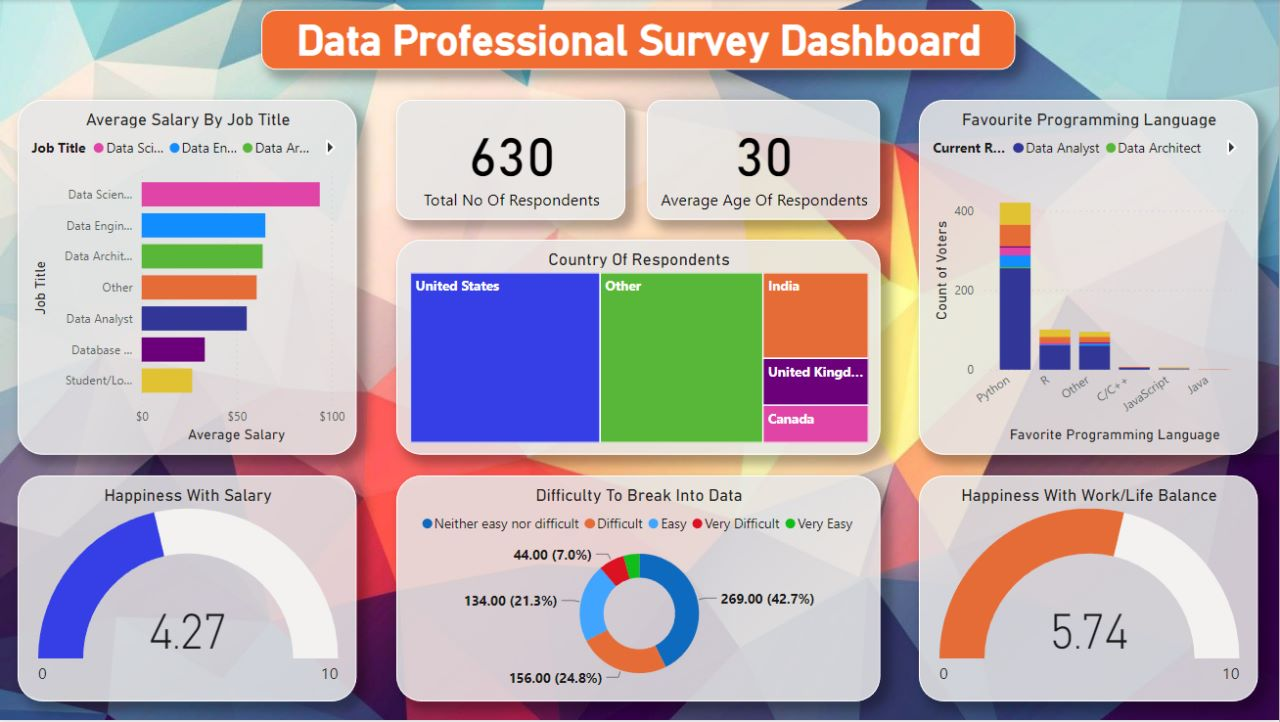 Data Professional Survey Dashboard
Average Salary By Job Title
Job Title Data Sci... Data En... Data Ar...
Data Scien...
Data Engin...
Data Archit...
Other
Data Analyst
Database ...
Student/Lo...
Job Title
$0 $50 $100
Average Salary
630
Total No Of Respondents
30
Average Age Of Respondents
Country Of Respondents
United States
Other
India
United Kingd...
Canada
Favourite Programming Language
Current R... Data Analyst Data Architect
Count of Voters
400
200
0
Python R Other C/C++ JavaScript Java
Favorite Programming Language
Happiness With Salary
4.27
0 10
Difficulty To Break Into Data
Neither easy nor difficult Difficult Easy Very Difficult Very Easy
44.00 (7.0%)
134.00 (21.3%)
269.00 (42.7%)
156.00 (24.8%)
Happiness With Work/Life Balance
5.74
0 10